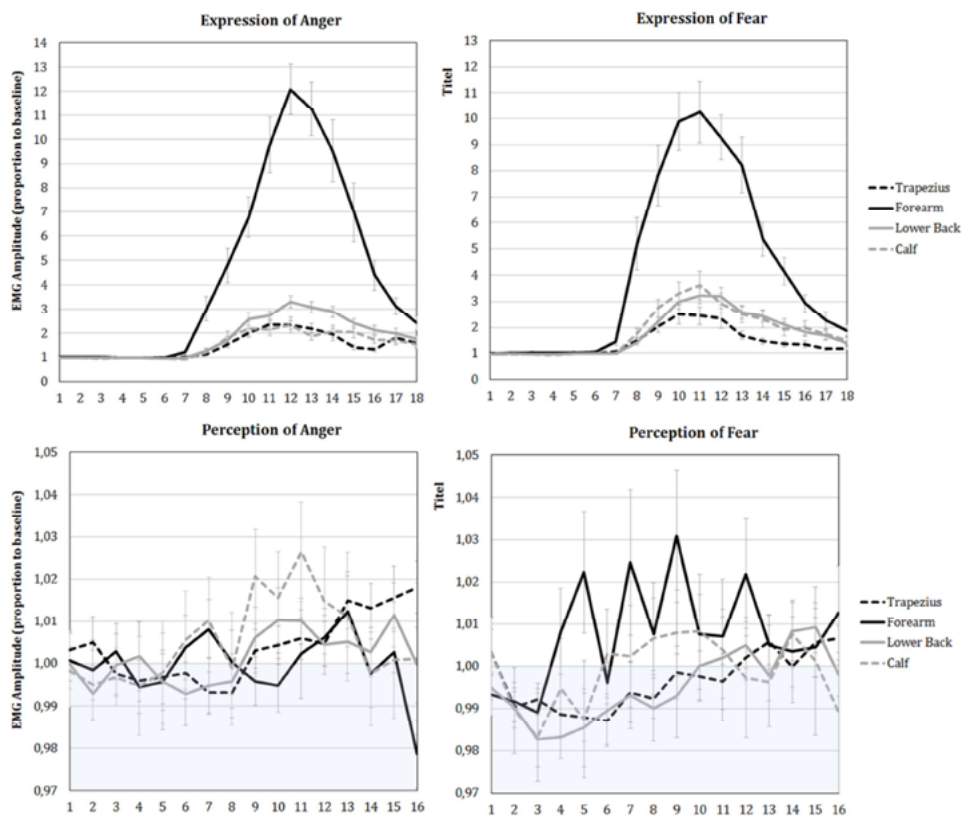 Expression of Anger
EMG Amplitude (proportion to baseline)
14
13
12
11
10
9
8
7
6
5
4
3
2
1
0
1 2 3 4 5 6 7 8 9 10 11 12 13 14 15 16 17 18
Expression of Fear
Titel
13
12
11
10
9
8
7
6
5
4
3
2
1
0
1 2 3 4 5 6 7 8 9 10 11 12 13 14 15 16 17 18
Trapezius
Forearm
Lower Back
Calf
Perception of Anger
EMG Amplitude (proportion to baseline)
1,05
1,04
1,03
1,02
1,01
1,00
0,99
0,98
0,97
1 2 3 4 5 6 7 8 9 10 11 12 13 14 15 16
Perception of Fear
Titel
1,05
1,04
1,03
1,02
1,01
1,00
0,99
0,98
0,97
1 2 3 4 5 6 7 8 9 10 11 12 13 14 15 16
Trapezius
Forearm
Lower Back
Calf